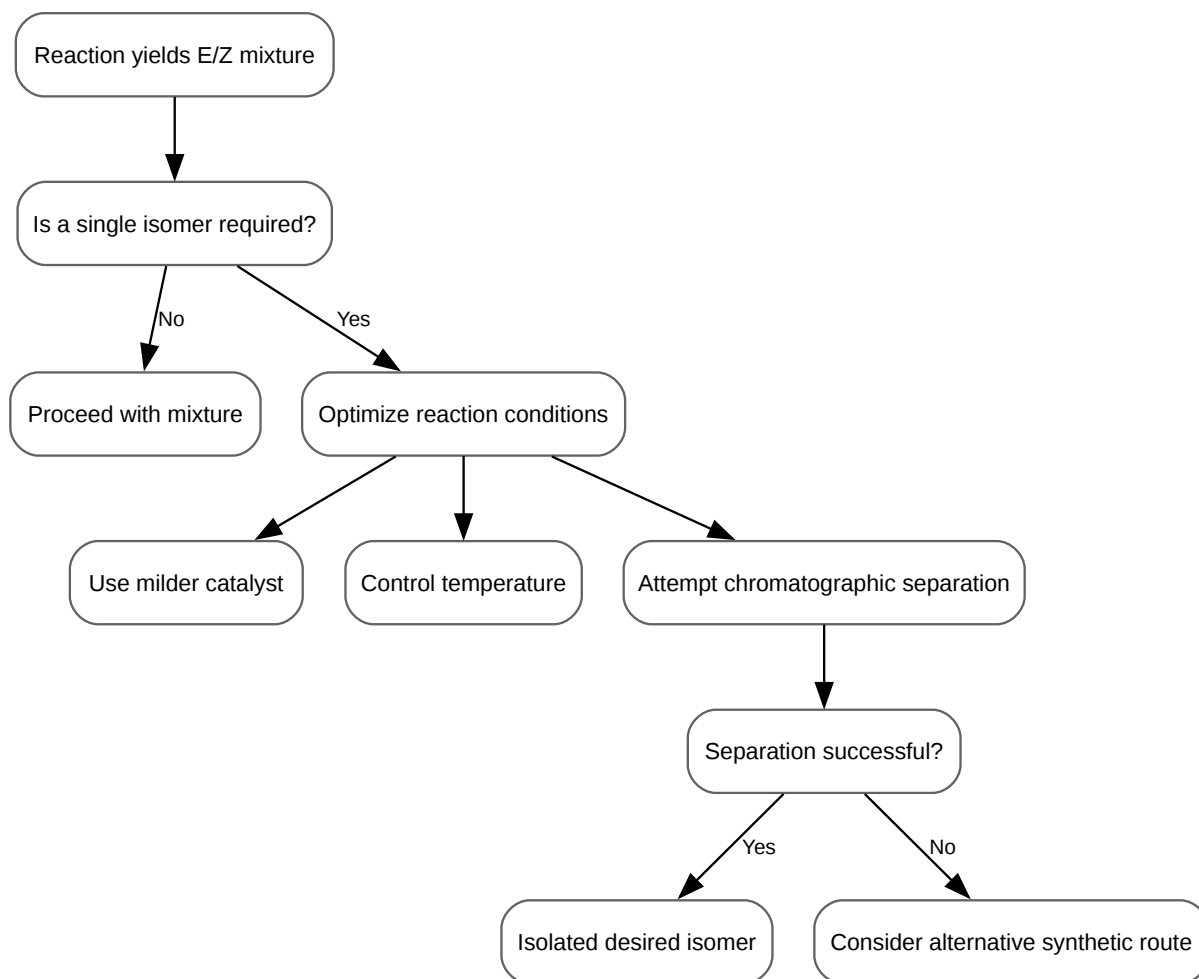 Reaction yields E/Z mixture
Is a single isomer required?
No
Yes
Proceed with mixture
Optimize reaction conditions
Use milder catalyst
Control temperature
Attempt chromatographic separation
Separation successful?
Yes
No
Isolated desired isomer
Consider alternative synthetic route